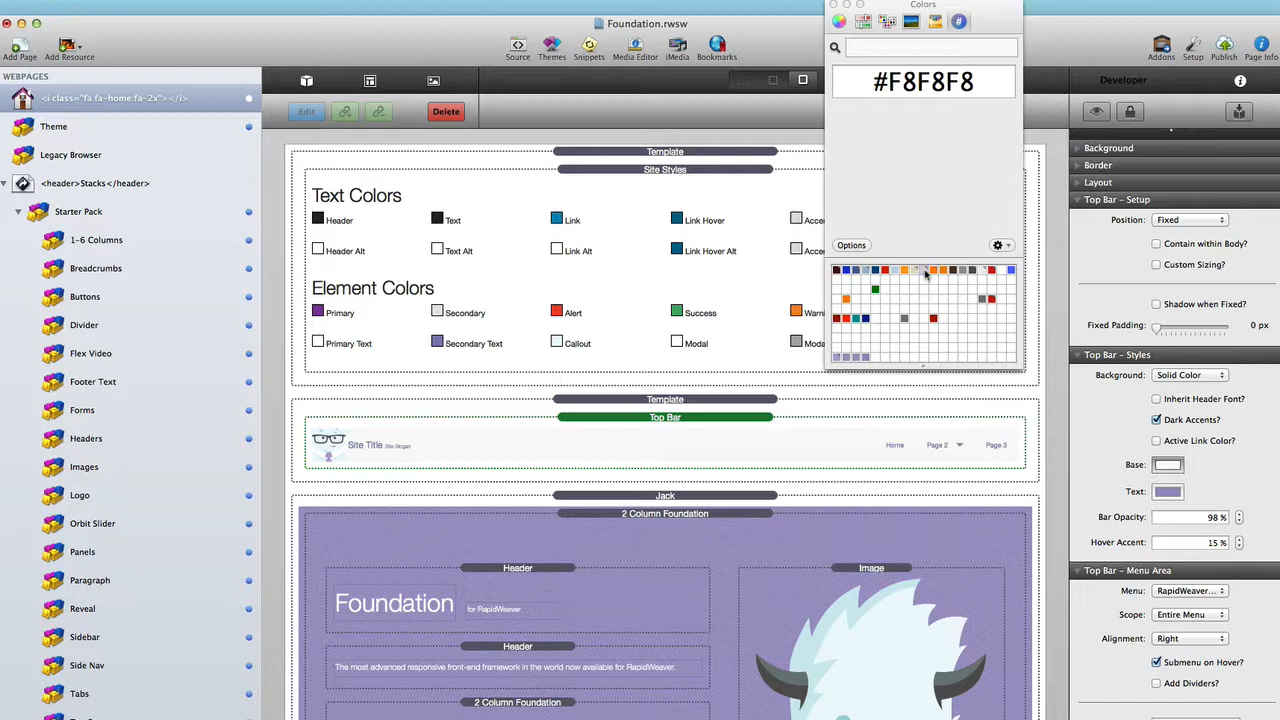 Foundation.rwsw
Colors
Add Page
Add Resource
Source
Themes
Snippets
Media Editor
iMedia
Bookmarks
Addons
Setup
Publish
Page Info
WEBPAGES
<i class="fa fa-home fa-2x"></i>
Theme
Legacy Browser
<header>Stacks</header>
Starter Pack
1-6 Columns
Breadcrumbs
Buttons
Divider
Flex Video
Footer Text
Forms
Headers
Images
Logo
Orbit Slider
Panels
Paragraph
Reveal
Sidebar
Side Nav
Tabs
Edit
Delete
Template
Site Styles
Text Colors
Header
Text
Link
Link Hover
Acce
Header Alt
Text Alt
Link Alt
Link Hover Alt
Acce
Element Colors
Primary
Secondary
Alert
Success
Warni
Primary Text
Secondary Text
Callout
Modal
Moda
Template
Top Bar
Site Title Site Slogan
Home
Page 2
Page 3
Jack
2 Column Foundation
Header
Image
Foundation
for RapidWeaver
Header
The most advanced responsive front-end framework in the world now available for RapidWeaver.
2 Column Foundation
#
#F8F8F8
Options
Developer
Background
Border
Layout
Top Bar - Setup
Position: Fixed
Contain within Body?
Custom Sizing?
Shadow when Fixed?
Fixed Padding: 0 px
Top Bar - Styles
Background: Solid Color
Inherit Header Font?
Dark Accents?
Active Link Color?
Base:
Text:
Bar Opacity: 98 %
Hover Accent: 15 %
Top Bar - Menu Area
Menu: RapidWeaver...
Scope: Entire Menu
Alignment: Right
Submenu on Hover?
Add Dividers?